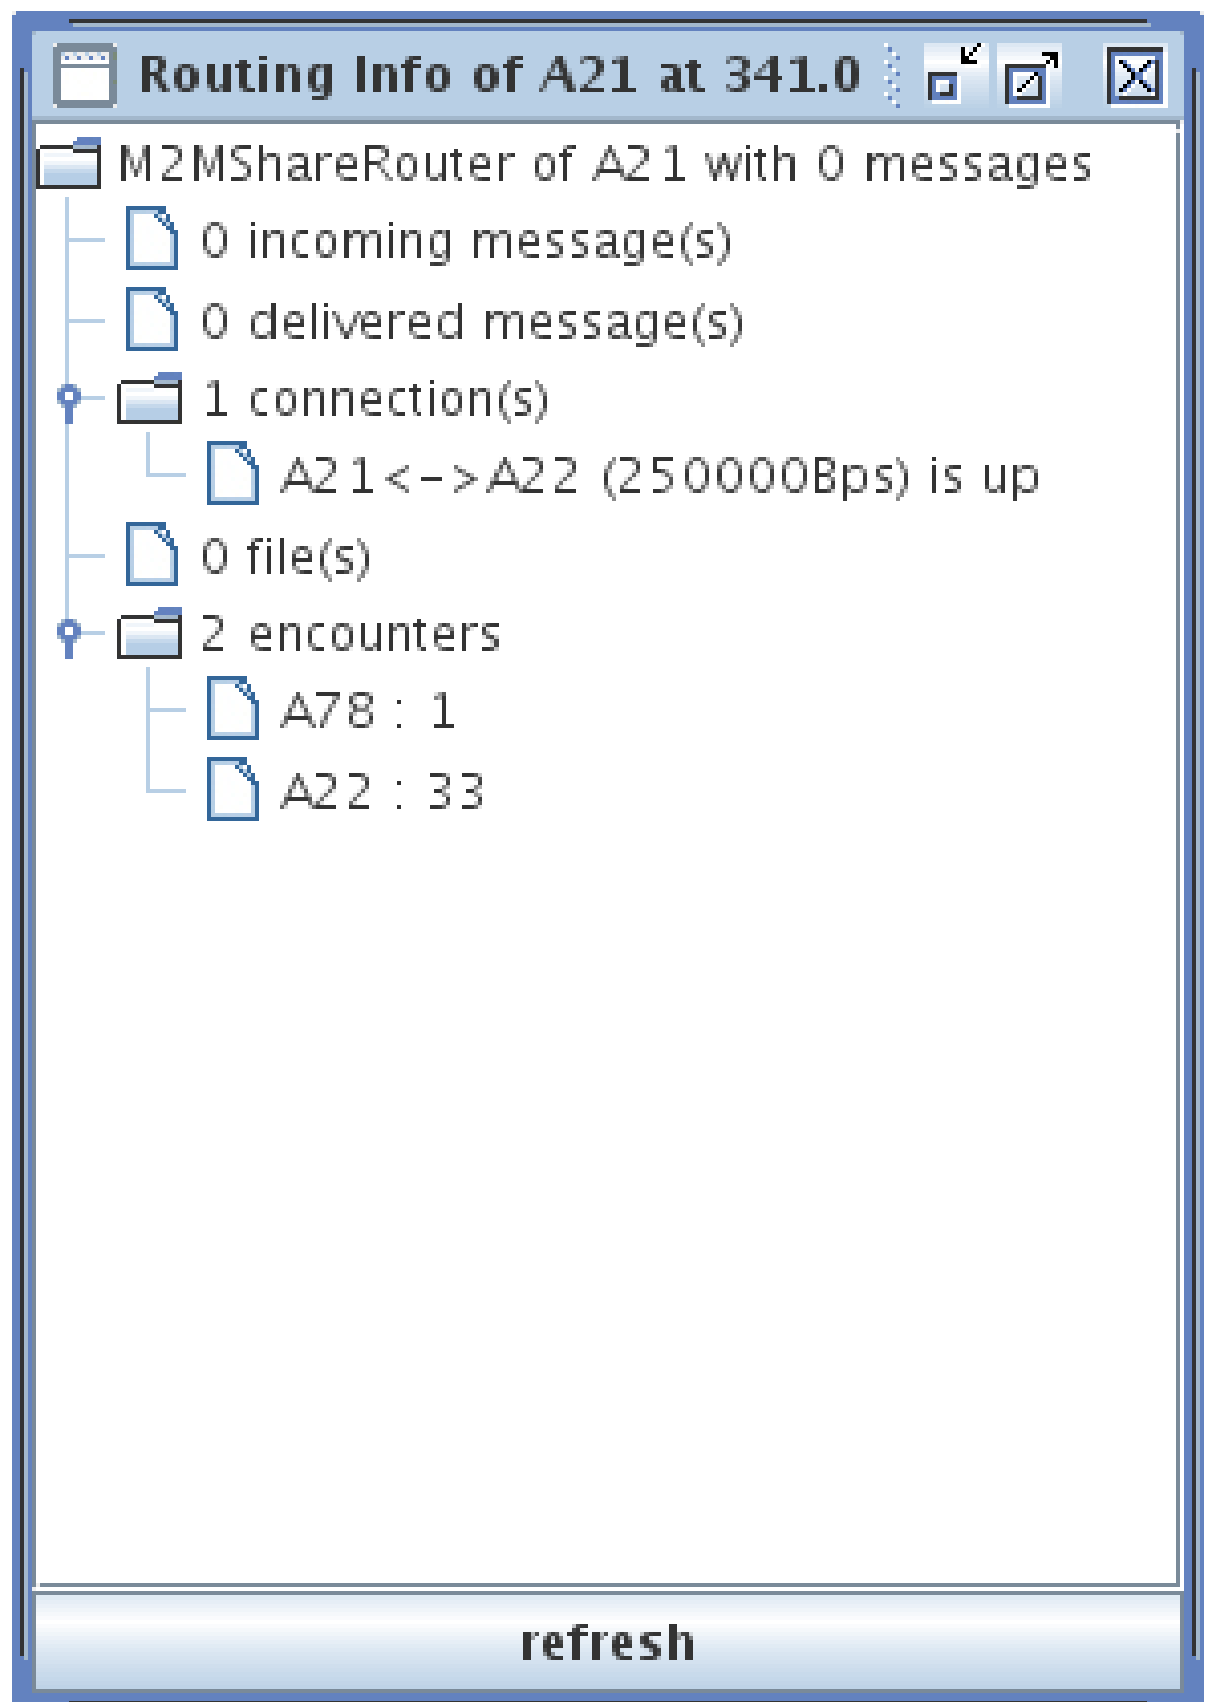 Routing Info of A21 at 341.0
M2MShareRouter of A21 with 0 messages
0 incoming message(s)
0 delivered message(s)
1 connection(s)
A21<->A22 (250000Bps) is up
0 file(s)
2 encounters
A78 : 1
A22 : 33
refresh